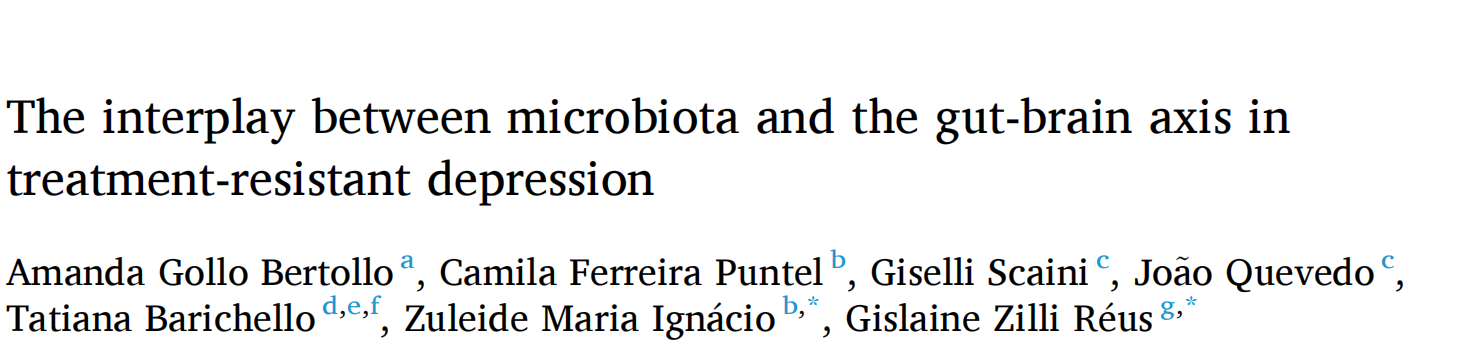 The interplay between microbiota and the gut-brain axis in
treatment-resistant depression
Amanda Gollo Bertollo a, Camila Ferreira Puntel b, Giselli Scaini c, João Quevedo c,
Tatiana Barichello d,e,f, Zuleide Maria Ignácio b,*, Gislaine Zilli Réus g,*